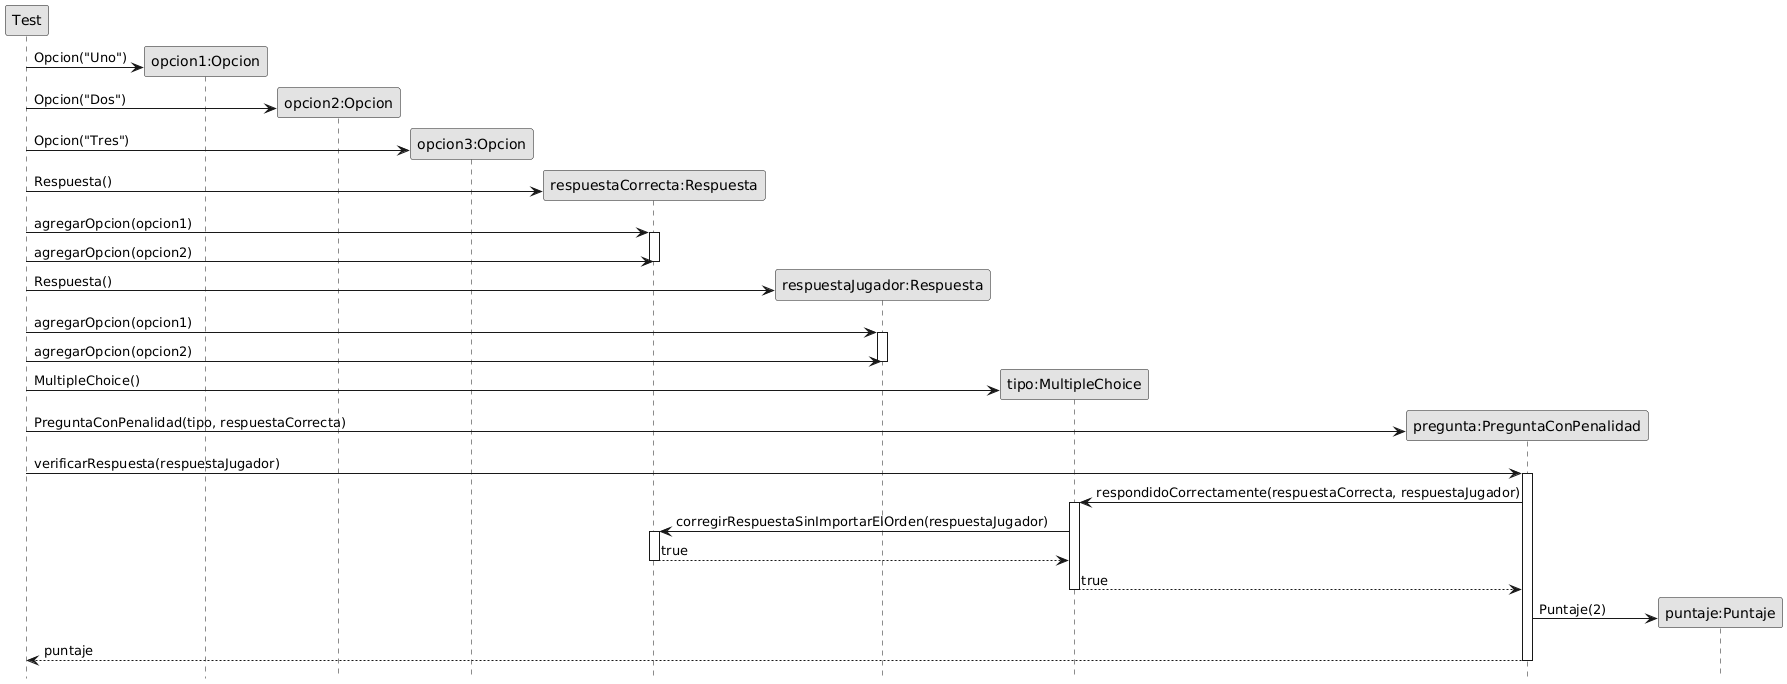 Test
Opcion("Uno")
opcion1:Opcion
Opcion("Dos")
opcion2:Opcion
Opcion("Tres")
opcion3:Opcion
Respuesta()
respuestaCorrecta:Respuesta
agregarOpcion(opcion1)
agregarOpcion(opcion2)
Respuesta()
respuestaJugador:Respuesta
agregarOpcion(opcion1)
agregarOpcion(opcion2)
MultipleChoice()
tipo:MultipleChoice
PreguntaConPenalidad(tipo, respuestaCorrecta)
pregunta:PreguntaConPenalidad
verificarRespuesta(respuestaJugador)
respondidoCorrectamente(respuestaCorrecta, respuestaJugador)
corregirRespuestaSinImportarElOrden(respuestaJugador)
true
true
Puntaje(2)
puntaje:Puntaje
puntaje